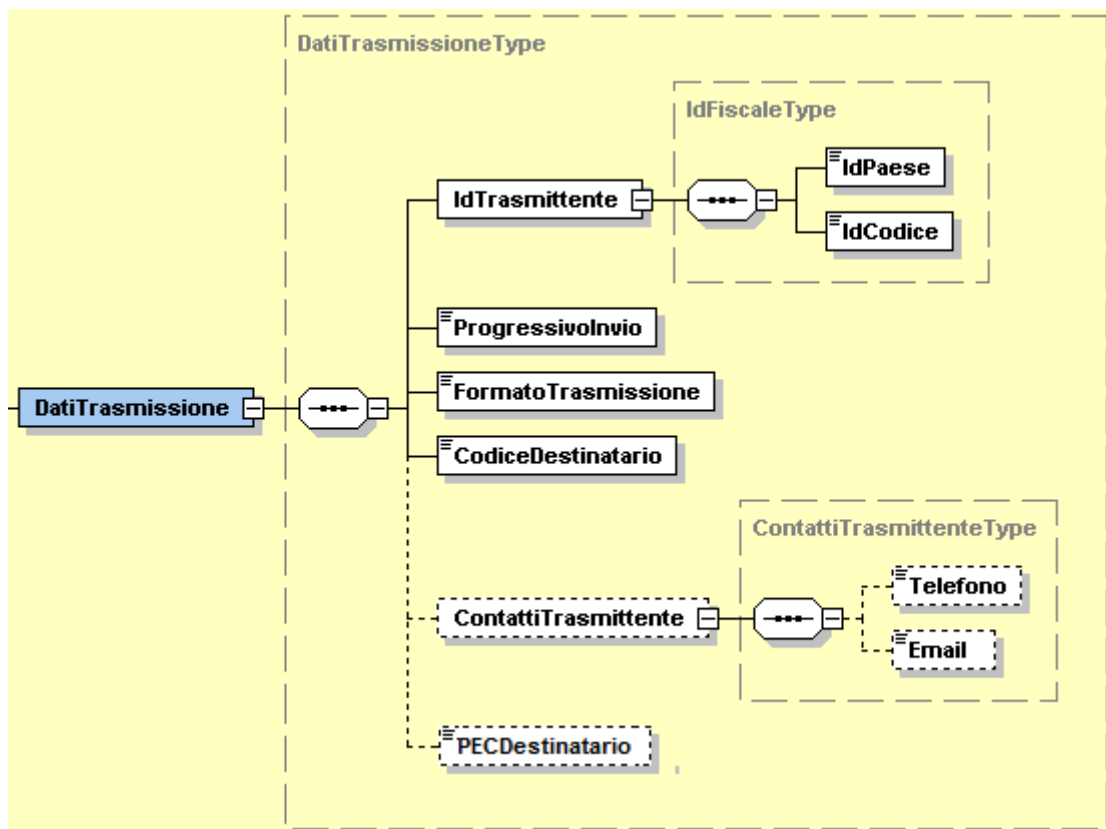 DatiTrasmissioneType
IdFiscaleType
IdPaese
IdTrasmittente
IdCodice
ProgressivoInvio
FormatoTrasmissione
DatiTrasmissione
CodiceDestinatario
ContattiTrasmittenteType
Telefono
ContattiTrasmittente
Email
PECDestinatario